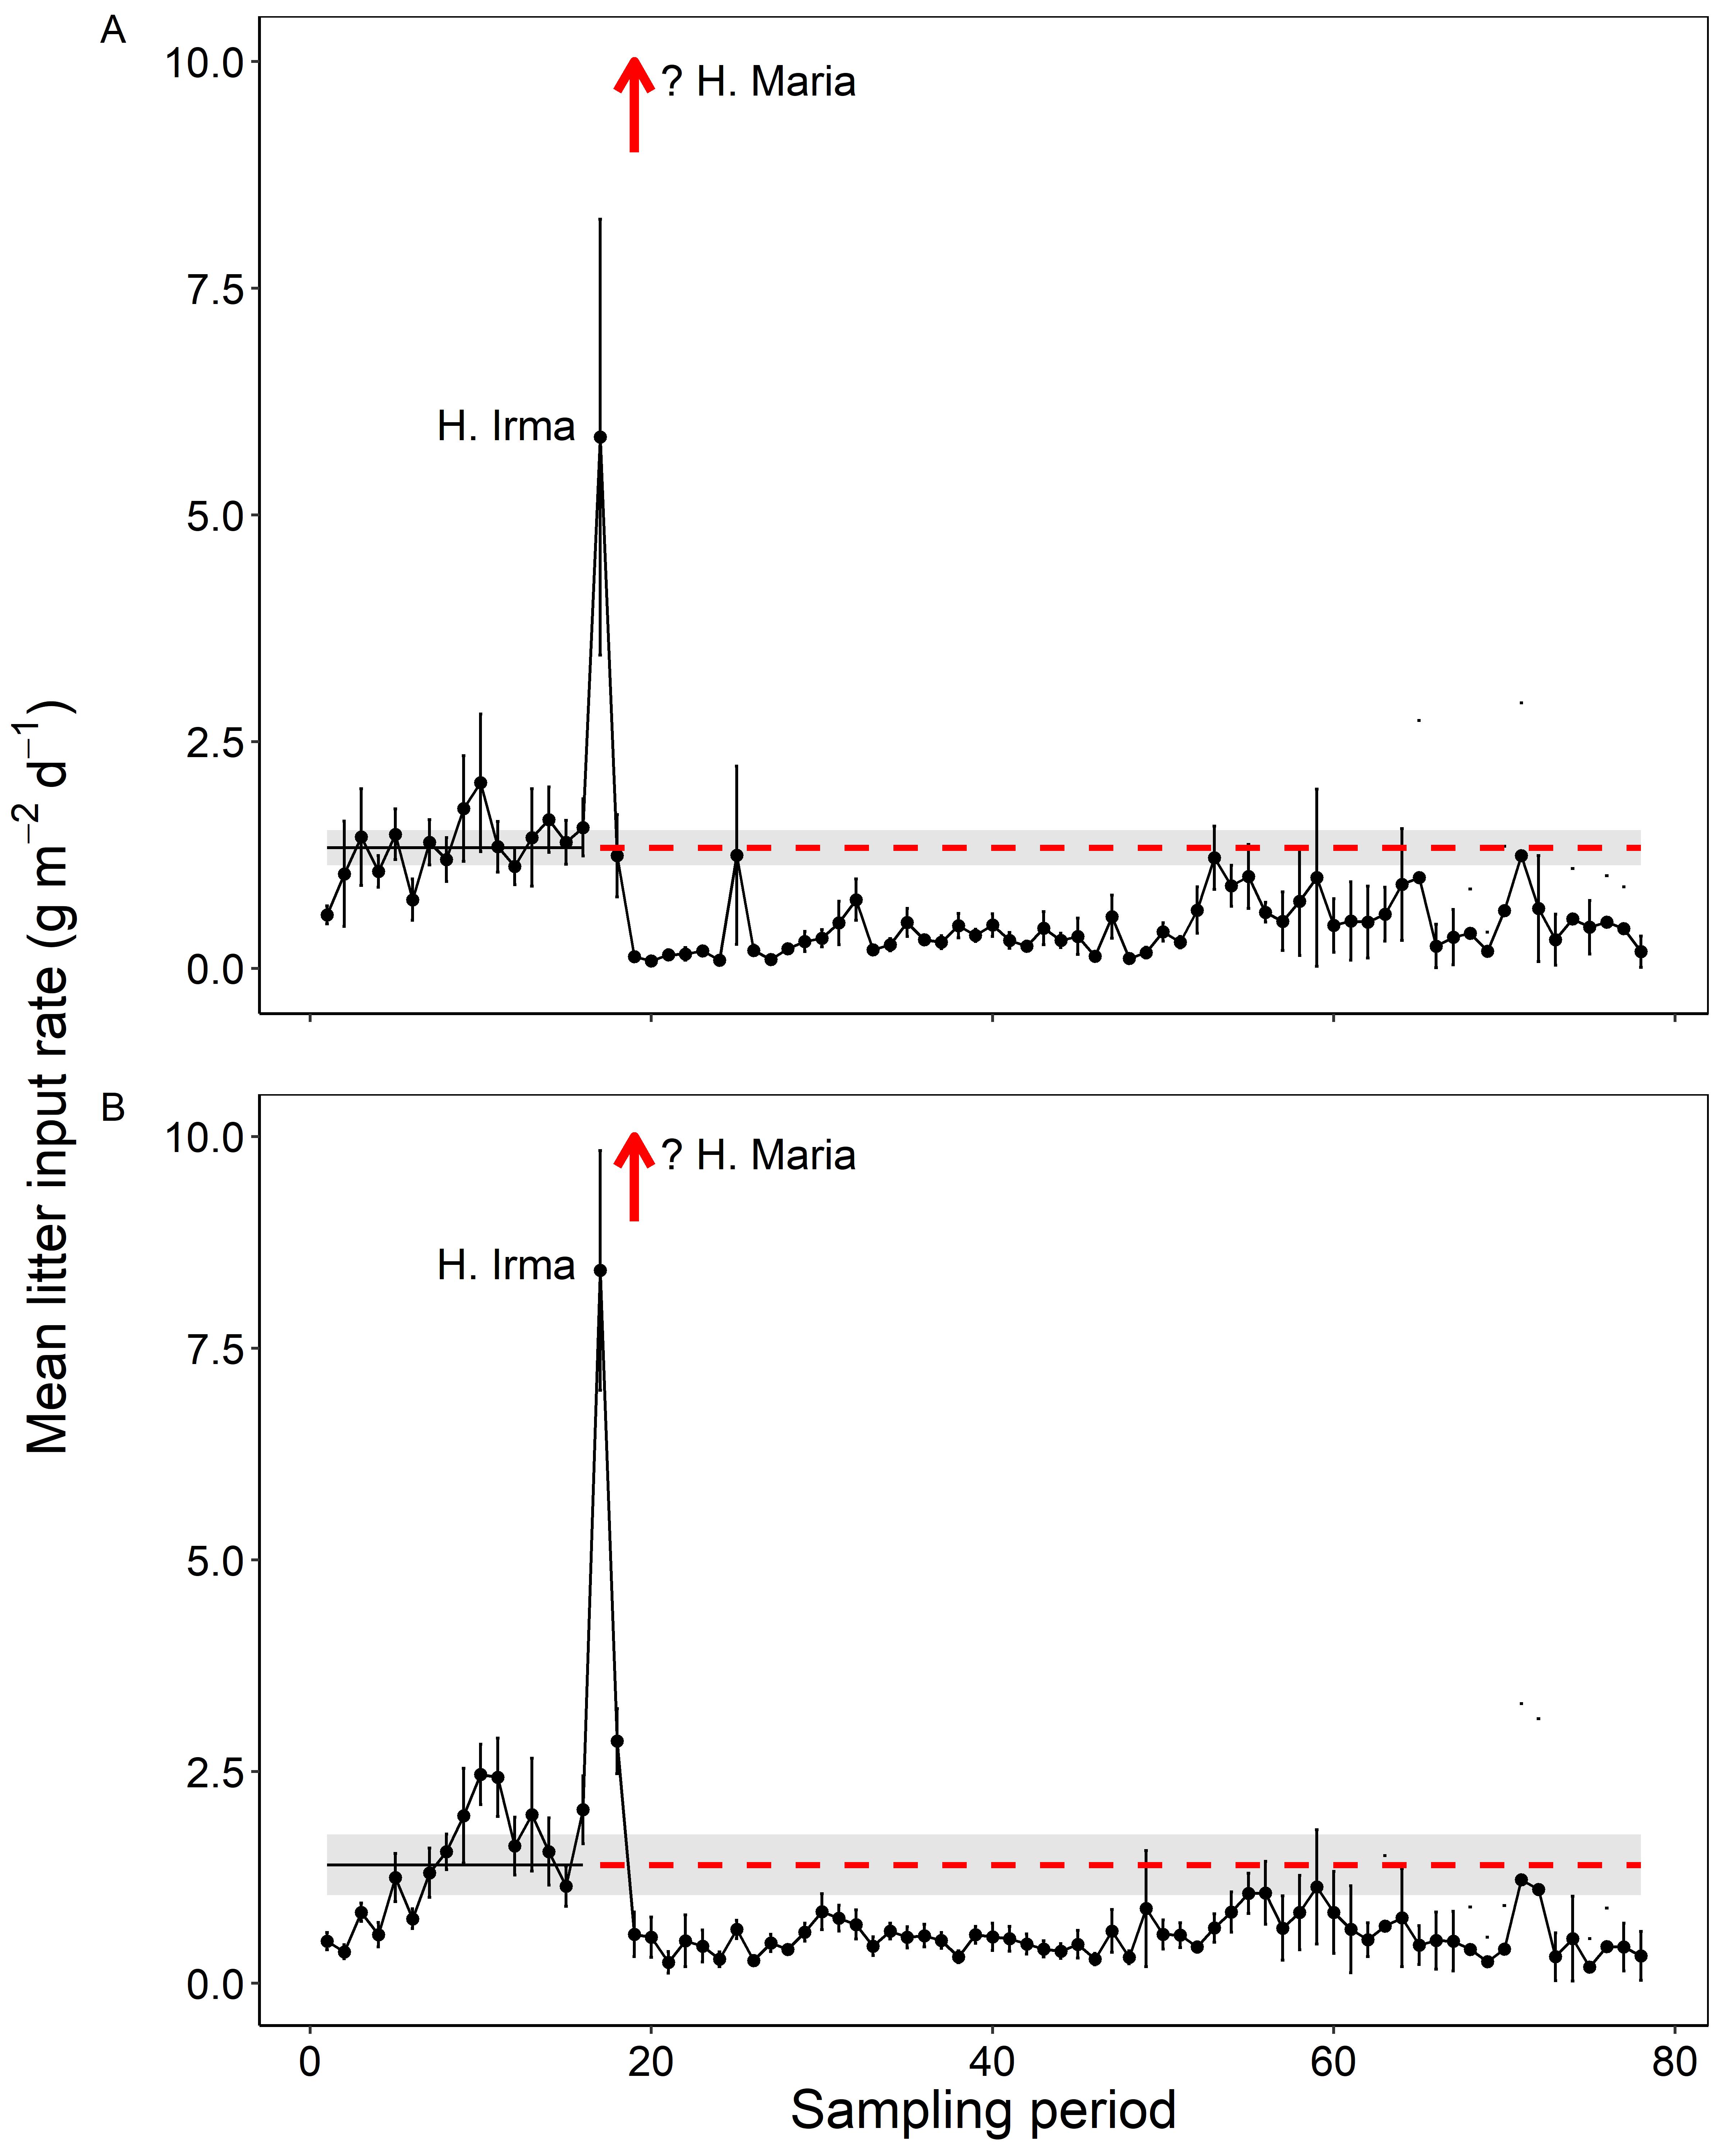 A
10.0
? H. Maria
7.5
H. Irma
5.0
2.5
0.0
Mean litter input rate (g m⁻² d⁻¹)
B
10.0
? H. Maria
H. Irma
7.5
5.0
2.5
0.0
0 20 40 60 80
Sampling period